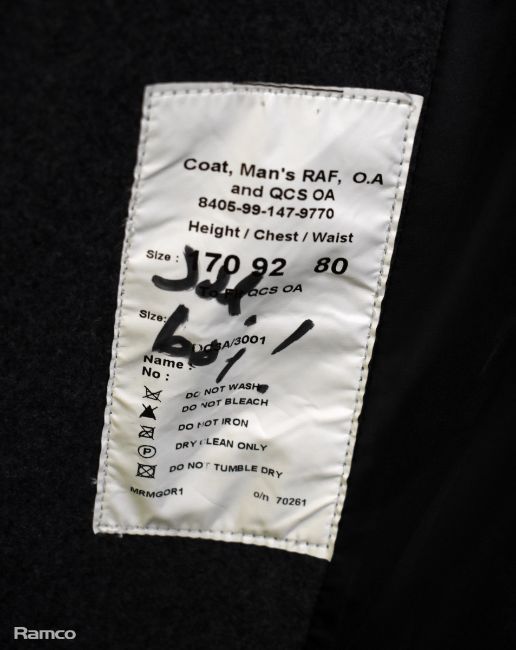 Coat, Man's RAF, O.A
and QCS OA
8405-99-147-9770
Height / Chest / Waist
Size : 170 92 80
QCS OA
Size:
Name :
No :
DO NOT WASH
DO NOT BLEACH
DO NOT IRON
DRY CLEAN ONLY
DO NOT TUMBLE DRY
MRMGOR1 o/n 70261
Ramco